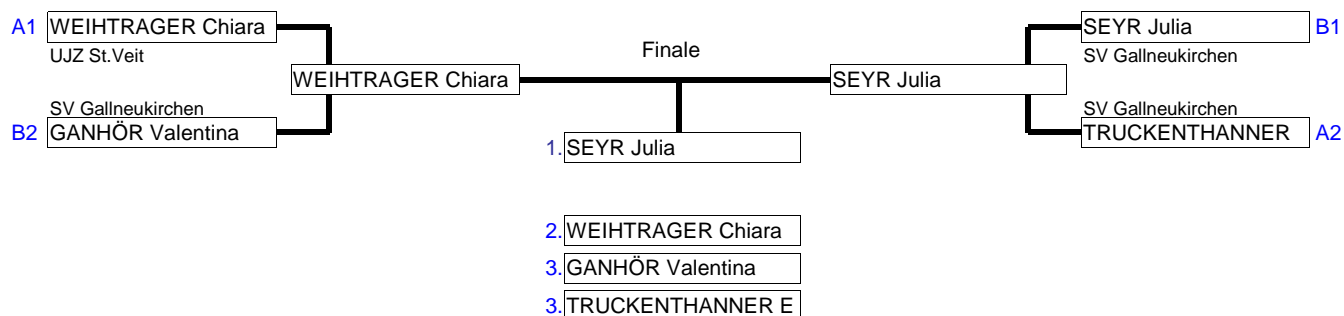 A1 WEIHTRAGER Chiara
UJZ St.Veit
WEIHTRAGER Chiara
SV Gallneukirchen
B2 GANHÖR Valentina
Finale
SEYR Julia B1
SV Gallneukirchen
SEYR Julia
SV Gallneukirchen
TRUCKENTHANNER A2
1. SEYR Julia
2. WEIHTRAGER Chiara
3. GANHÖR Valentina
3. TRUCKENTHANNER E